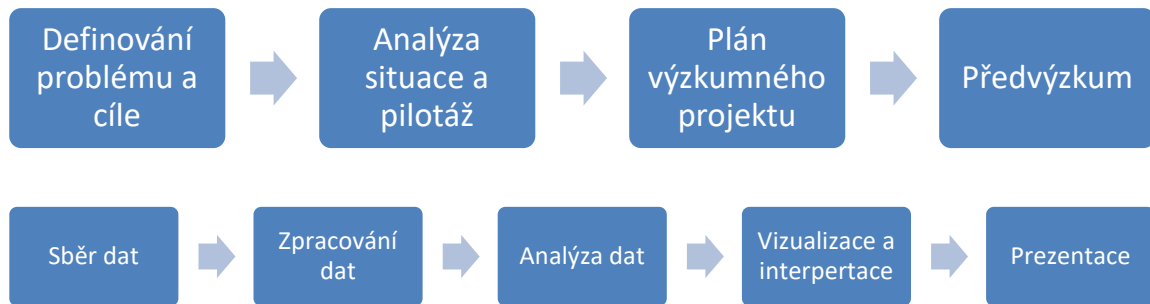 Definování
problému a
cíle
Analýza
situace a
pilotáž
Plán
výzkumného
projektu
Předvýzkum
Sběr dat
Zpracování
dat
Analýza dat
Vizualizace a
interpertace
Prezentace